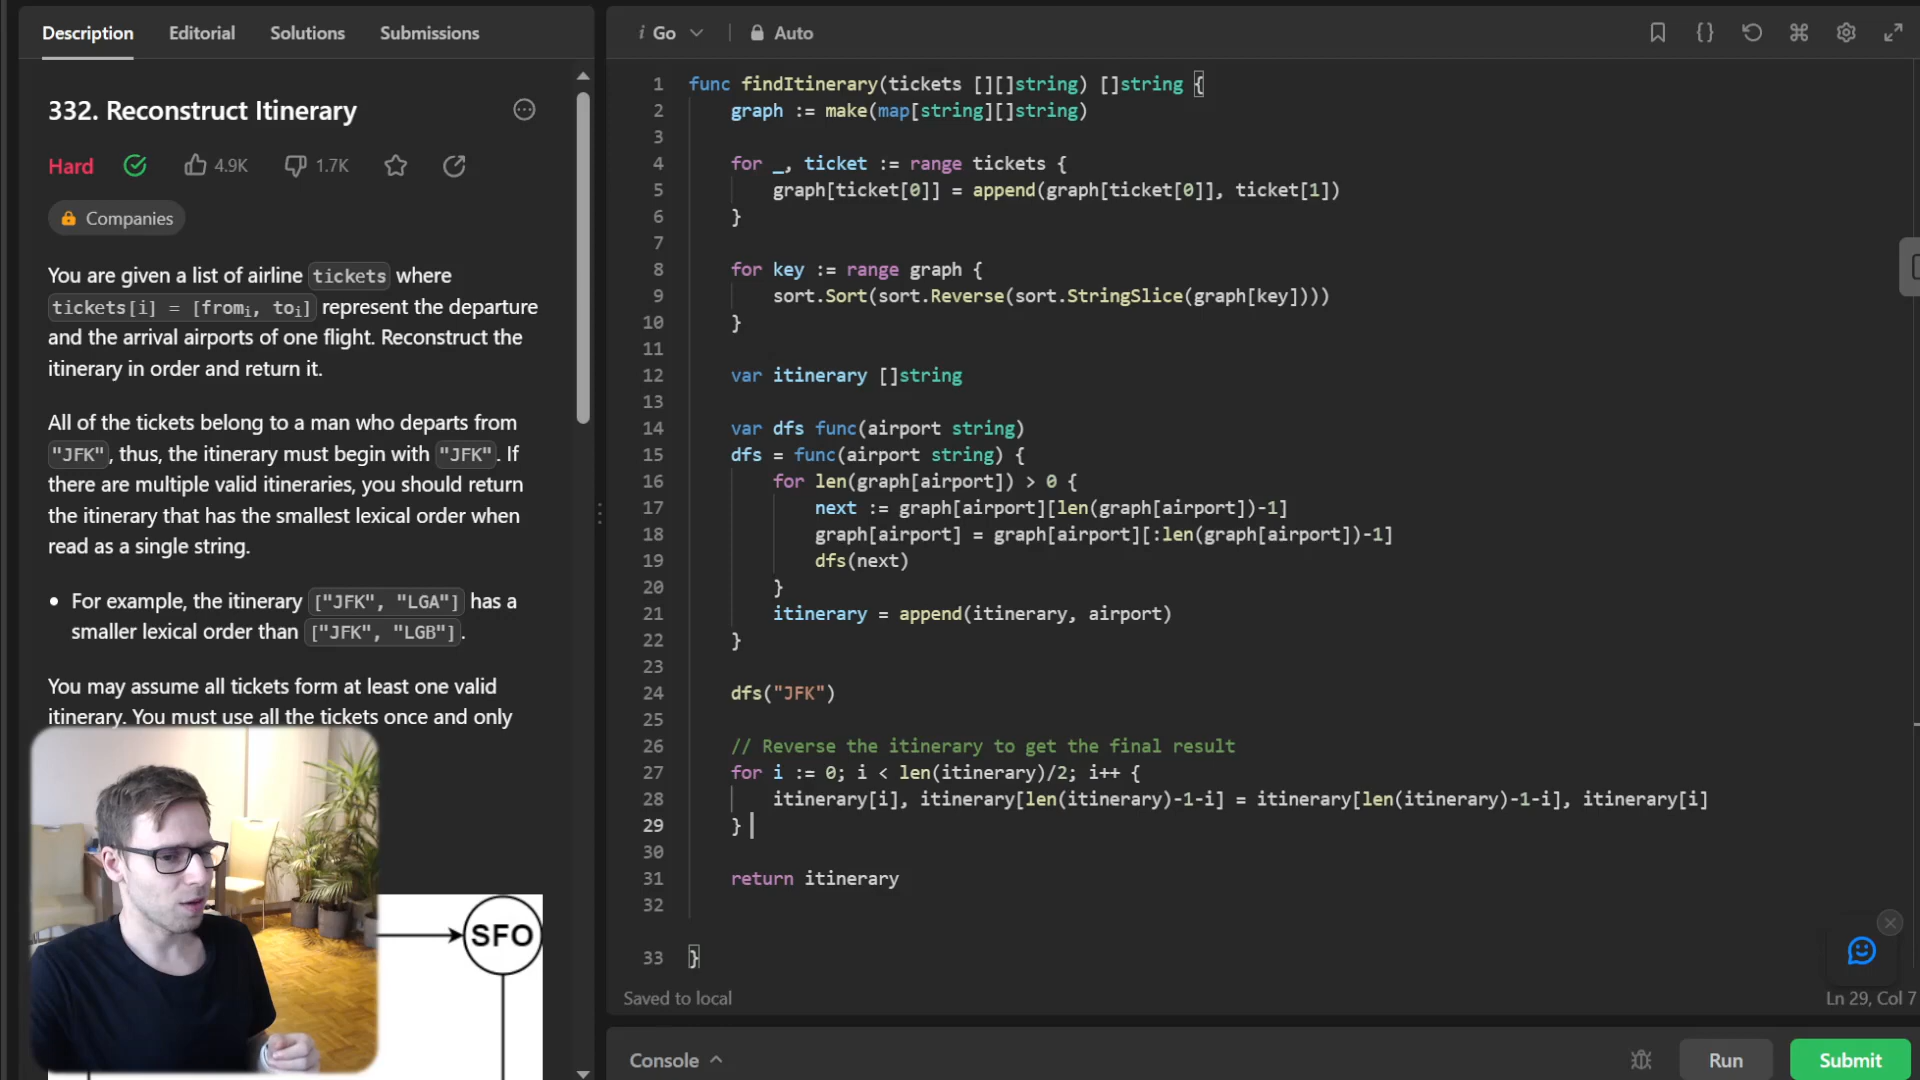 Description Editorial Solutions Submissions
332. Reconstruct Itinerary
Hard 4.9K 1.7K
Companies
You are given a list of airline tickets where
tickets[i] = [fromi, toi] represent the departure
and the arrival airports of one flight. Reconstruct the
itinerary in order and return it.
All of the tickets belong to a man who departs from
"JFK", thus, the itinerary must begin with "JFK". If
there are multiple valid itineraries, you should return
the itinerary that has the smallest lexical order when
read as a single string.
• For example, the itinerary ["JFK", "LGA"] has a
smaller lexical order than ["JFK", "LGB"].
You may assume all tickets form at least one valid
itinerary. You must use all the tickets once and only
SFO
i Go Auto
1 func findItinerary(tickets [][]string) []string {
2 graph := make(map[string][]string)
3
4 for _, ticket := range tickets {
5 graph[ticket[0]] = append(graph[ticket[0]], ticket[1])
6 }
7
8 for key := range graph {
9 sort.Sort(sort.Reverse(sort.StringSlice(graph[key])))
10 }
11
12 var itinerary []string
13
14 var dfs func(airport string)
15 dfs = func(airport string) {
16 for len(graph[airport]) > 0 {
17 next := graph[airport][len(graph[airport])-1]
18 graph[airport] = graph[airport][:len(graph[airport])-1]
19 dfs(next)
20 }
21 itinerary = append(itinerary, airport)
22 }
23
24 dfs("JFK")
25
26 // Reverse the itinerary to get the final result
27 for i := 0; i < len(itinerary)/2; i++ {
28 itinerary[i], itinerary[len(itinerary)-1-i] = itinerary[len(itinerary)-1-i], itinerary[i]
29 }
30
31 return itinerary
32
33 }
Saved to local Ln 29, Col 7
Console Run Submit